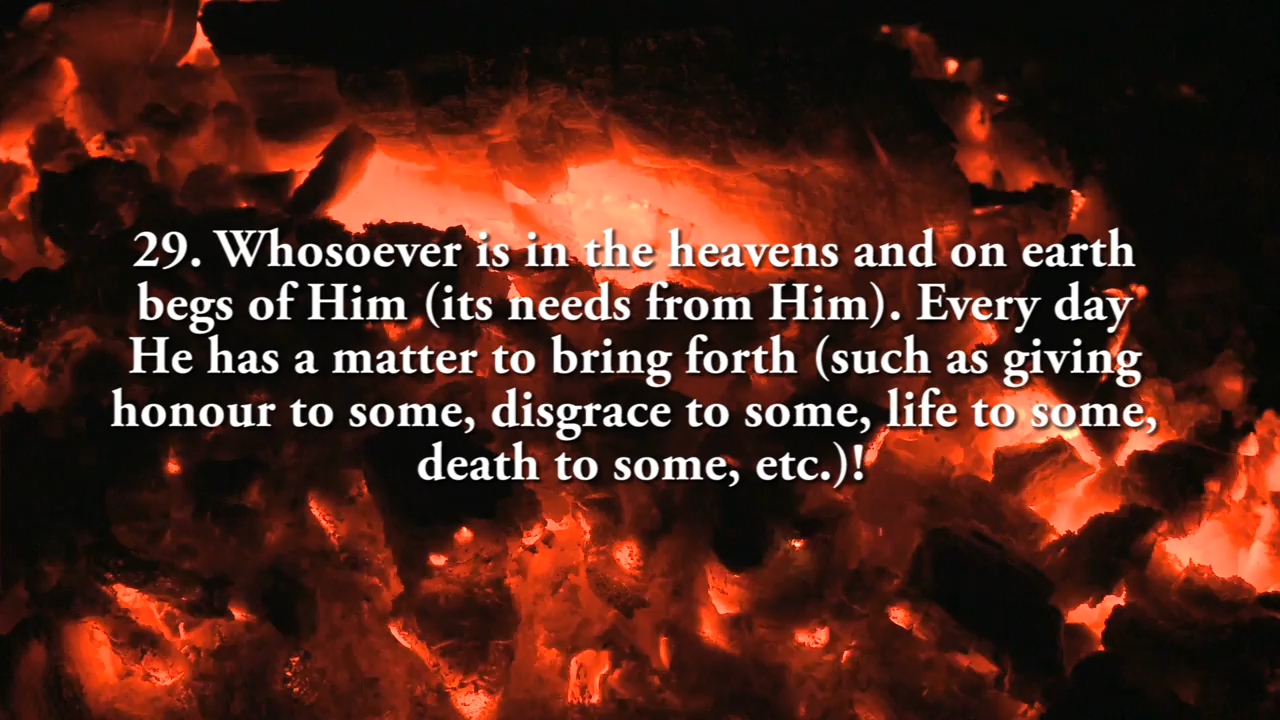 29. Whosoever is in the heavens and on earth
begs of Him (its needs from Him). Every day
He has a matter to bring forth (such as giving
honour to some, disgrace to some, life to some,
death to some, etc.)!